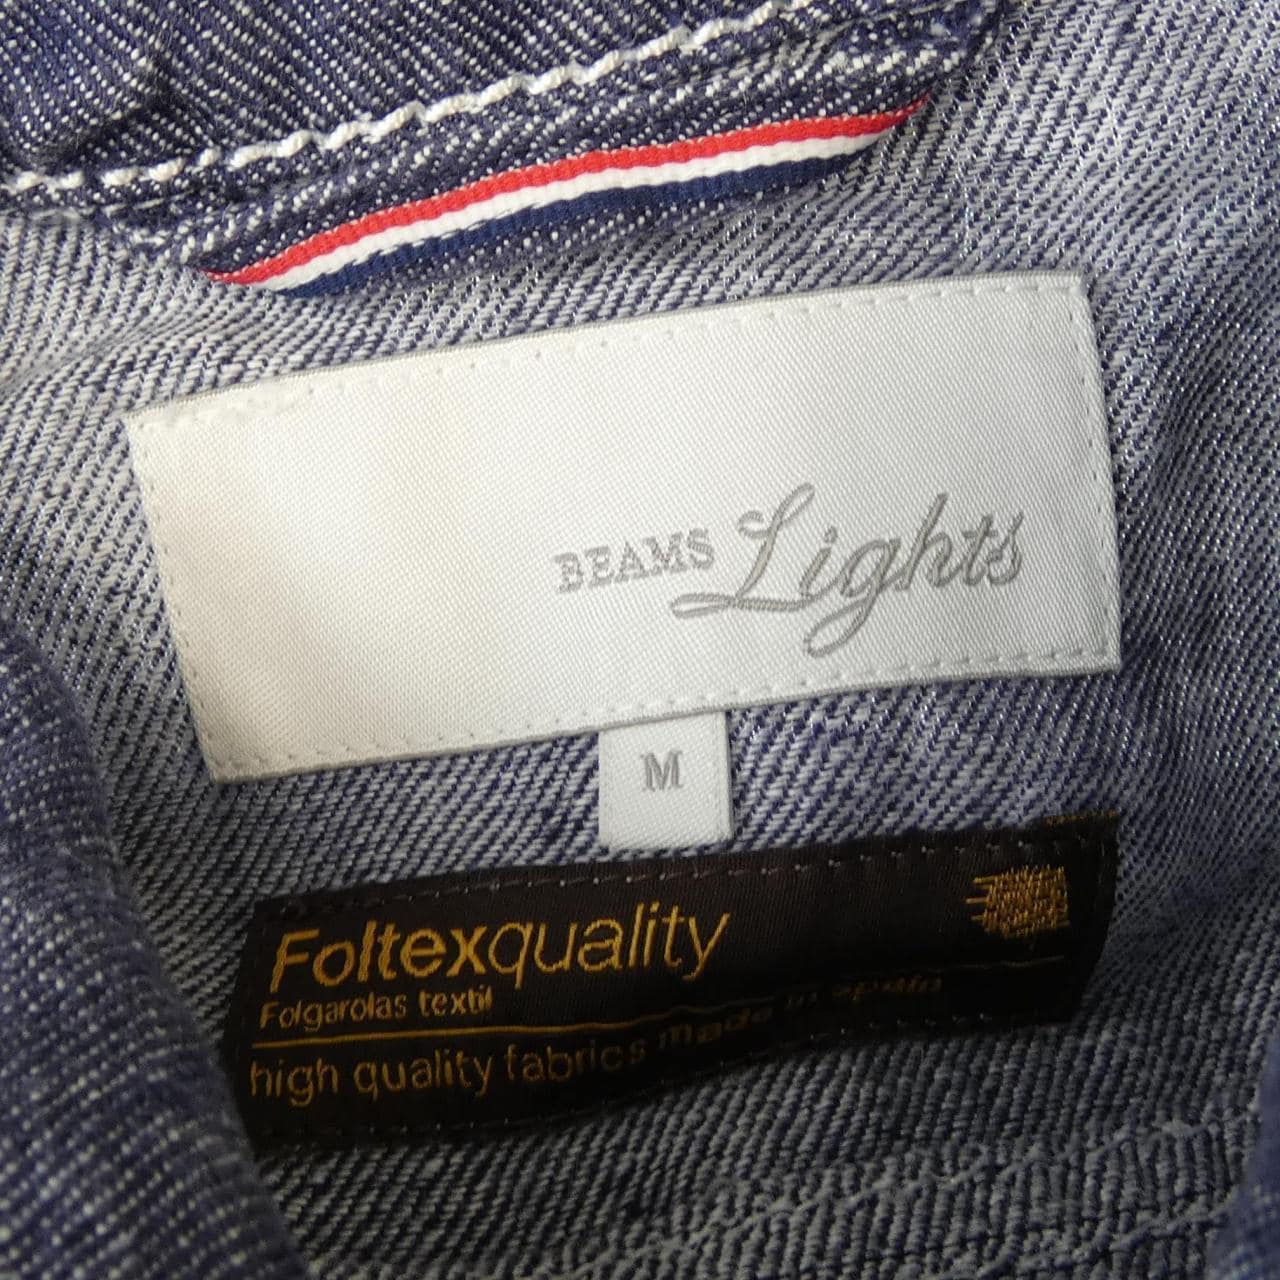 BEAMS Lights
M
Foltexquality
Folgarolas textil
high quality fabrics made in spain